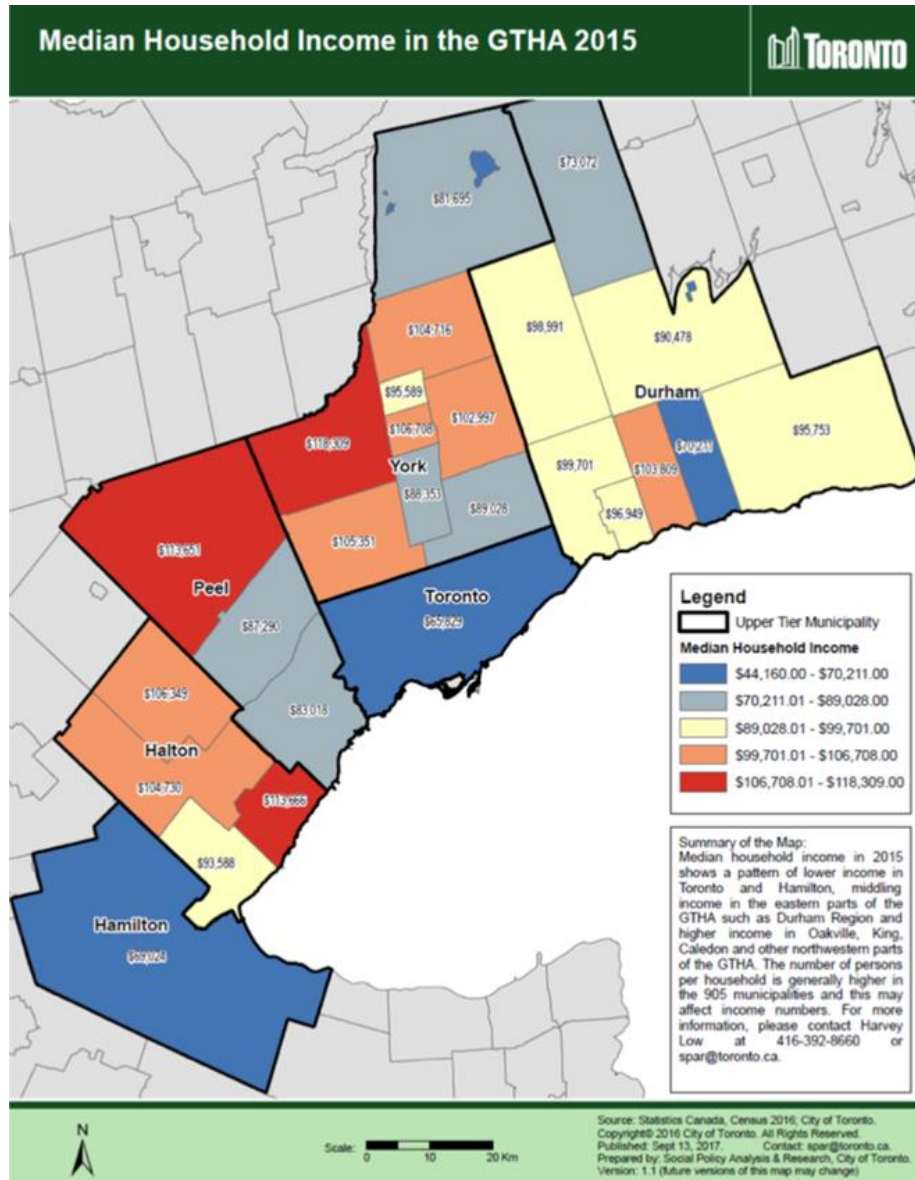 Median Household Income in the GTHA 2015
TORONTO
$73,072
$81,695
$104,716
$98,991
$90,478
$95,589
Durham
$106,708
$102,997
$118,309
$70,211
$95,753
York
$99,701
$103,809
$88,353
$89,028
$96,949
$105,351
$113,651
Peel
Toronto
$65,829
$87,290
$106,349
$83,018
Halton
$104,730
$113,666
$93,588
Hamilton
$69,024
Legend
Upper Tier Municipality
Median Household Income
$44,160.00 - $70,211.00
$70,211.01 - $89,028.00
$89,028.01 - $99,701.00
$99,701.01 - $106,708.00
$106,708.01 - $118,309.00
Summary of the Map:
Median household income in 2015
shows a pattern of lower income in
Toronto and Hamilton, middling
income in the eastern parts of the
GTHA such as Durham Region and
higher income in Oakville, King,
Caledon and other northwestern parts
of the GTHA. The number of persons
per household is generally higher in
the 905 municipalities and this may
affect income numbers. For more
information, please contact Harvey
Low at 416-392-8660 or
spar@toronto.ca.
N
Scale:
0 10 20 Km
Source: Statistics Canada, Census 2016; City of Toronto.
Copyright© 2016 City of Toronto. All Rights Reserved.
Published: Sept 13, 2017. Contact: spar@toronto.ca.
Prepared by: Social Policy Analysis & Research, City of Toronto.
Version: 1.1 (future versions of this map may change)